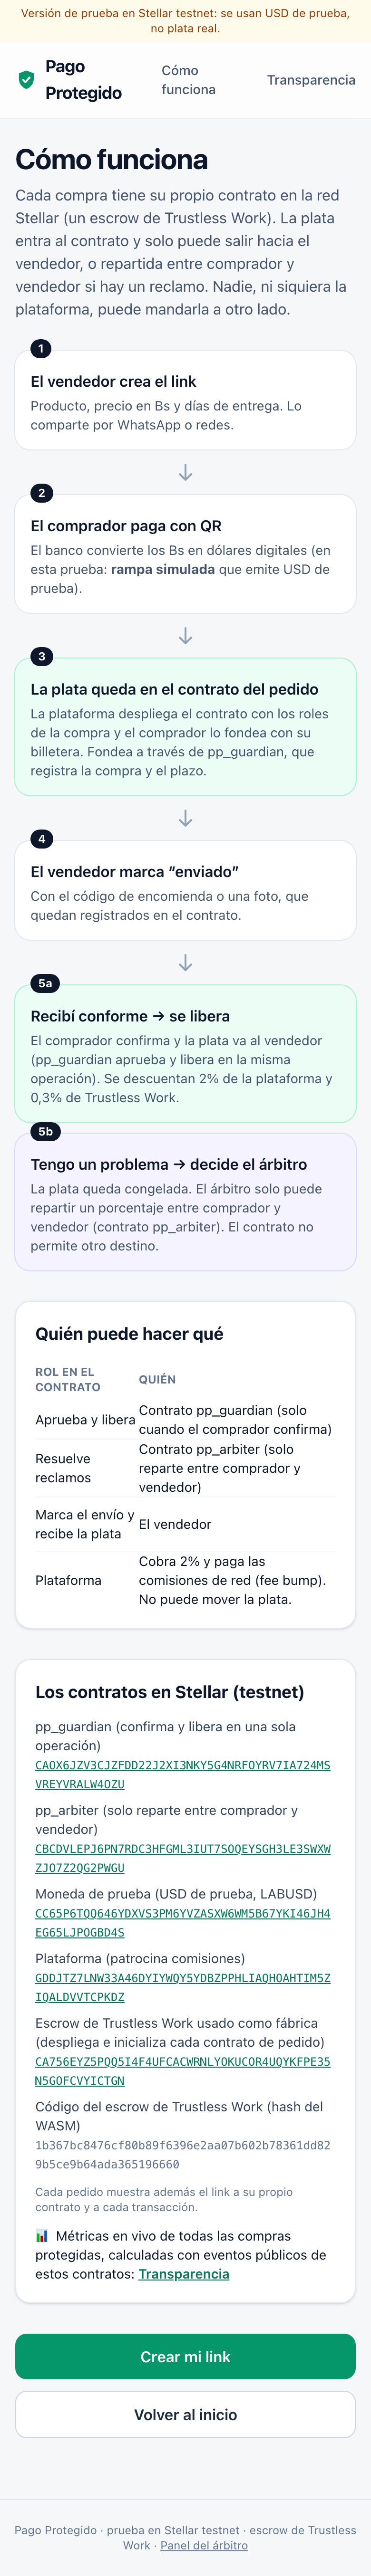 Versión de prueba en Stellar testnet: se usan USD de prueba,
no plata real.
Pago
Protegido
Cómo
funciona
Transparencia
Cómo funciona
Cada compra tiene su propio contrato en la red
Stellar (un escrow de Trustless Work). La plata
entra al contrato y solo puede salir hacia el
vendedor, o repartida entre comprador y
vendedor si hay un reclamo. Nadie, ni siquiera la
plataforma, puede mandarla a otro lado.
1
El vendedor crea el link
Producto, precio en Bs y días de entrega. Lo
comparte por WhatsApp o redes.
↓
2
El comprador paga con QR
El banco convierte los Bs en dólares digitales (en
esta prueba: rampa simulada que emite USD de
prueba).
↓
3
La plata queda en el contrato del pedido
La plataforma despliega el contrato con los roles
de la compra y el comprador lo fondea con su
billetera. Fondea a través de pp_guardian, que
registra la compra y el plazo.
↓
4
El vendedor marca “enviado”
Con el código de encomienda o una foto, que
quedan registrados en el contrato.
↓
5a
Recibí conforme → se libera
El comprador confirma y la plata va al vendedor
(pp_guardian aprueba y libera en la misma
operación). Se descuentan 2% de la plataforma y
0,3% de Trustless Work.
5b
Tengo un problema → decide el árbitro
La plata queda congelada. El árbitro solo puede
repartir un porcentaje entre comprador y
vendedor (contrato pp_arbiter). El contrato no
permite otro destino.
Quién puede hacer qué
ROL EN EL
CONTRATO
QUIÉN
Aprueba y libera
Contrato pp_guardian (solo
cuando el comprador confirma)
Resuelve
reclamos
Contrato pp_arbiter (solo
reparte entre comprador y
vendedor)
Marca el envío y
recibe la plata
El vendedor
Plataforma
Cobra 2% y paga las
comisiones de red (fee bump).
No puede mover la plata.
Los contratos en Stellar (testnet)
pp_guardian (confirma y libera en una sola
operación)
CAOX6JZV3CJZFDD22J2XI3NKY5G4NRFOYRV7IA724MS
VREYVRALW4OZU
pp_arbiter (solo reparte entre comprador y
vendedor)
CBCDVLEPJ6PN7RDC3HFGML3IUT7SOQEYSGH3LE3SWXW
ZJO7Z2QG2PWGU
Moneda de prueba (USD de prueba, LABUSD)
CC65P6TQQ646YDXVS3PM6YVZASXW6WM5B67YKI46JH4
EG65LJPOGBD4S
Plataforma (patrocina comisiones)
GDDJTZ7LNW33A46DYIYWQY5YDBZPPHLIAQHOAHTIM5Z
IQALDVVTCPKDZ
Escrow de Trustless Work usado como fábrica
(despliega e inicializa cada contrato de pedido)
CA756EYZ5PQQ5I4F4UFCACWRNLYOKUCOR4UQYKFPE35
N5GOFCVYICTGN
Código del escrow de Trustless Work (hash del
WASM)
1b367bc8476cf80b89f6396e2aa07b602b78361dd82
9b5ce9b64ada365196660
Cada pedido muestra además el link a su propio
contrato y a cada transacción.
📊 Métricas en vivo de todas las compras
protegidas, calculadas con eventos públicos de
estos contratos: Transparencia
Crear mi link
Volver al inicio
Pago Protegido · prueba en Stellar testnet · escrow de Trustless
Work · Panel del árbitro